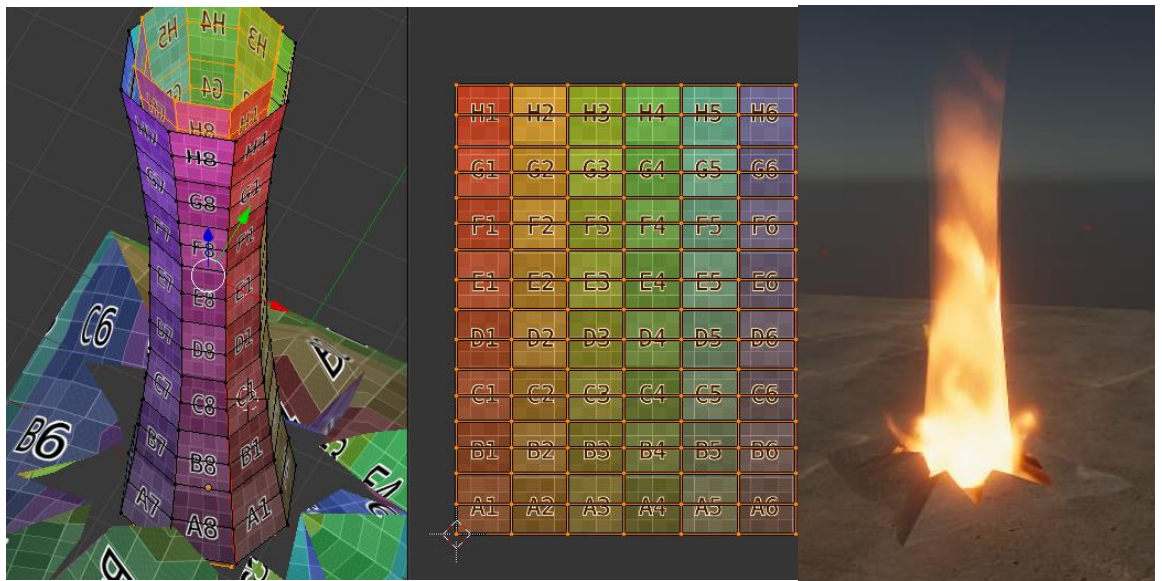 H5 H4 H3
G4
H8
H7 H8 H1
G7 G8 G1
F7 F8 F1
E7 E8 E1
D7 D8 D1
C7 C8 C1
B7 B8 B1
A7 A8 A1
C6
B6
H1 H2 H3 H4 H5 H6
G1 G2 G3 G4 G5 G6
F1 F2 F3 F4 F5 F6
E1 E2 E3 E4 E5 E6
D1 D2 D3 D4 D5 D6
C1 C2 C3 C4 C5 C6
B1 B2 B3 B4 B5 B6
A1 A2 A3 A4 A5 A6